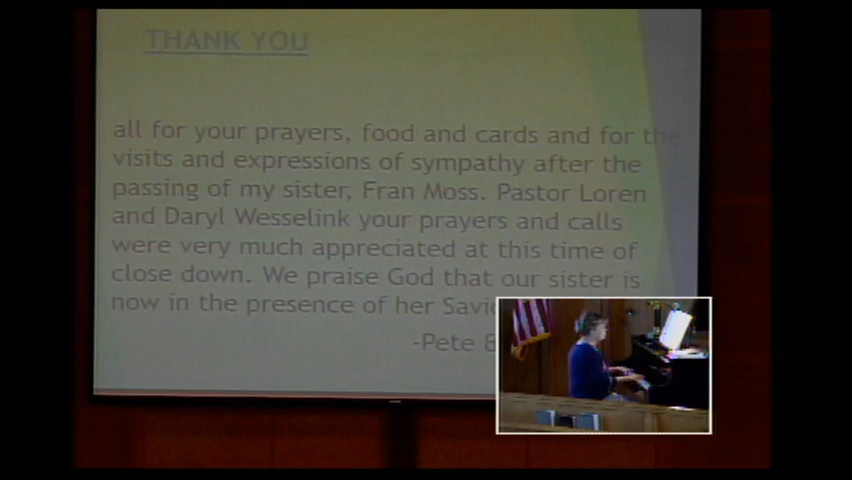 THANK YOU
all for your prayers, food and cards and for the
visits and expressions of sympathy after the
passing of my sister, Fran Moss. Pastor Loren
and Daryl Wesselink your prayers and calls
were very much appreciated at this time of
close down. We praise God that our sister is
now in the presence of her
-Pete